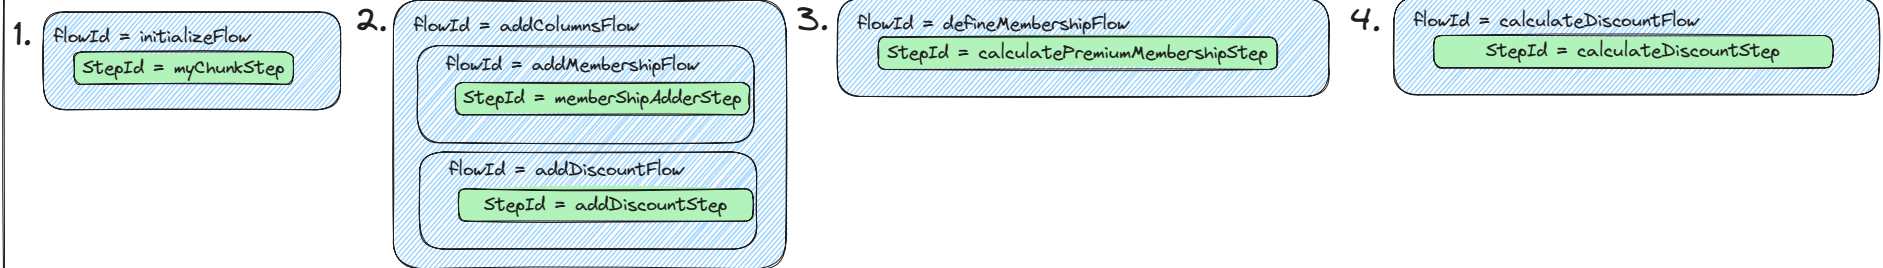 1.
flowId = initializeFlow
StepId = myChunkStep
2.
flowId = addColumnsFlow
flowId = addMembershipFlow
StepId = memberShipAdderStep
flowId = addDiscountFlow
StepId = addDiscountStep
3.
flowId = defineMembershipFlow
StepId = calculatePremiumMembershipStep
4.
flowId = calculateDiscountFlow
StepId = calculateDiscountStep